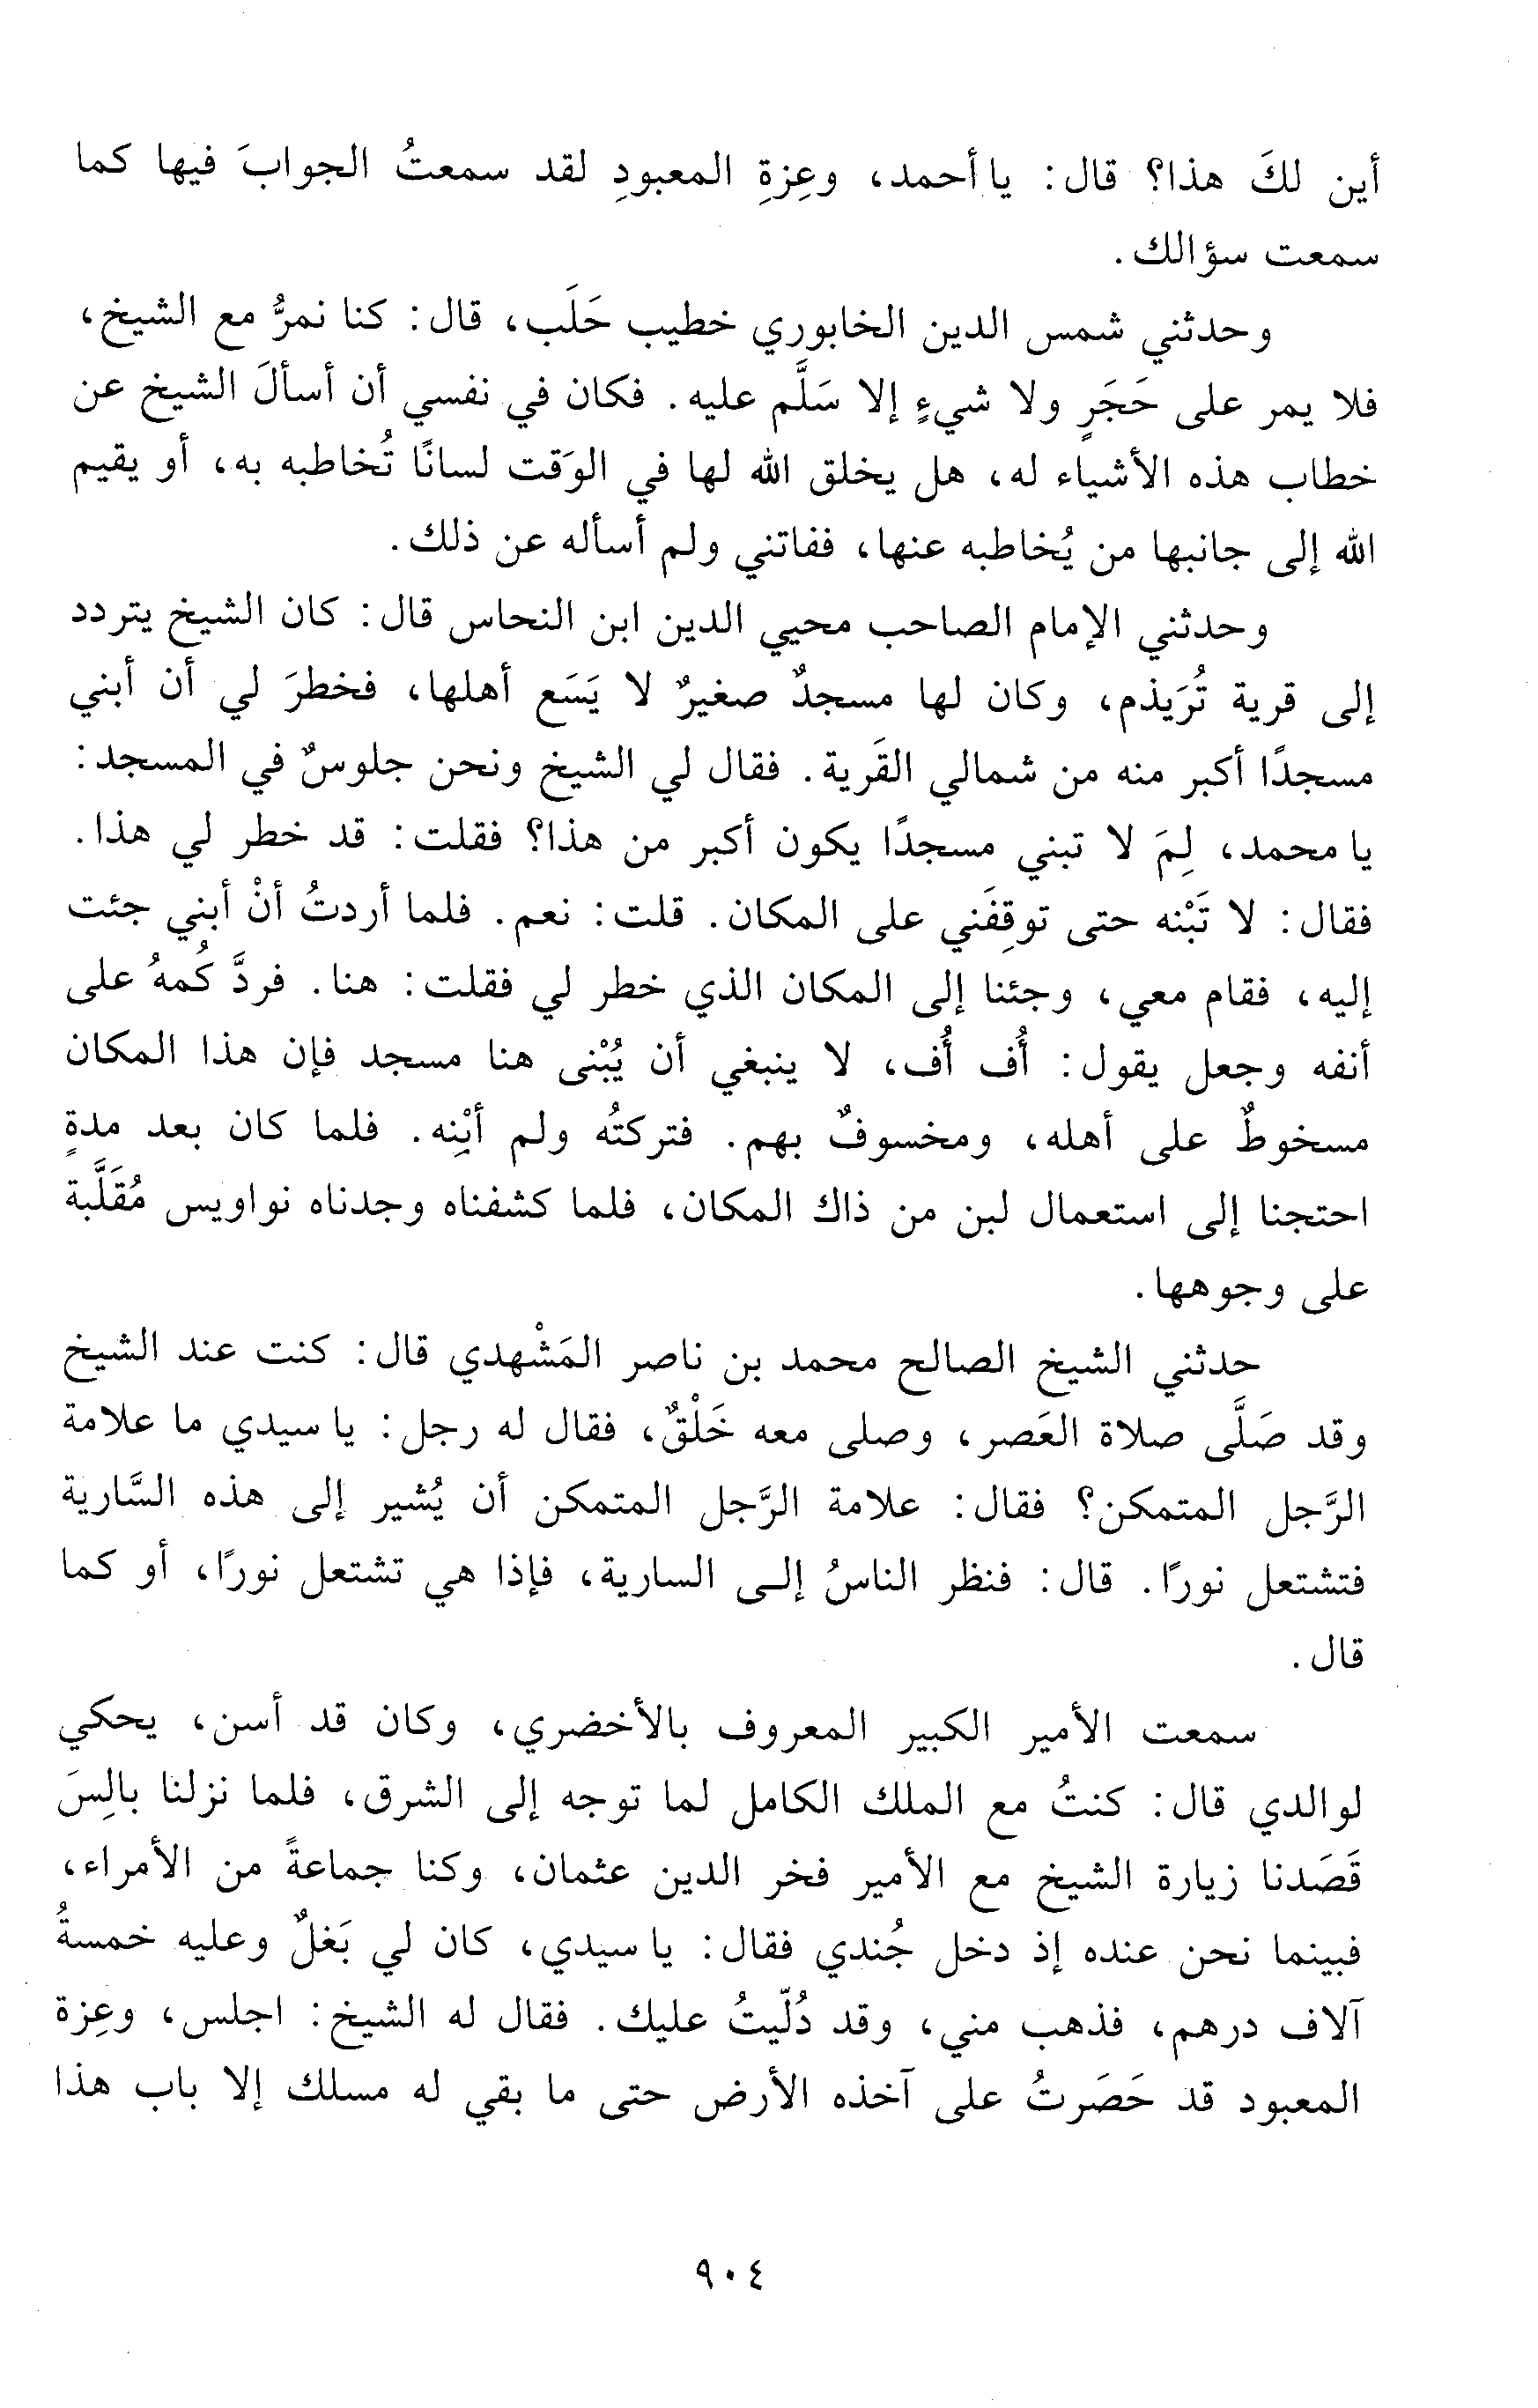 أين لكَ هذا؟ قال: يا أحمد، وعِزةِ المعبودِ لقد سمعتُ الجوابَ فيها كما
سمعت سؤالك.
وحدثني شمس الدين الخابوري خطيب حَلَب، قال: كنا نمرُّ مع الشيخ،
فلا يمر على حَجَرٍ ولا شيءٍ إلا سَلَّم عليه. فكان في نفسي أن أسألَ الشيخ عن
خطاب هذه الأشياء له، هل يخلق الله لها في الوَقت لسانًا تُخاطبه به، أو يقيم
الله إلى جانبها من يُخاطبه عنها، ففاتني ولم أسأله عن ذلك.
وحدثني الإمام الصاحب محيي الدين ابن النحاس قال: كان الشيخ يتردد
إلى قرية تُرَيذم، وكان لها مسجدٌ صغيرٌ لا يَسَع أهلها، فخطرَ لي أن أبني
مسجدًا أكبر منه من شمالي القَرية. فقال لي الشيخ ونحن جلوسٌ في المسجد:
يا محمد، لِمَ لا تبني مسجدًا يكون أكبر من هذا؟ فقلت: قد خطر لي هذا.
فقال: لا تَبْنه حتى توقِفَني على المكان. قلت: نعم. فلما أردتُ أنْ أبني جئت
إليه، فقام معي، وجئنا إلى المكان الذي خطر لي فقلت: هنا. فردَّ كُمهُ على
أنفه وجعل يقول: أُف أُف، لا ينبغي أن يُبْنى هنا مسجد فإن هذا المكان
مسخوطٌ على أهله، ومخسوفٌ بهم. فتركتُه ولم أبْنِه. فلما كان بعد مدةٍ
احتجنا إلى استعمال لبن من ذاك المكان، فلما كشفناه وجدناه نواويس مُقَلَّبة
على وجوهها.
حدثني الشيخ الصالح محمد بن ناصر المَشْهدي قال: كنت عند الشيخ
وقد صَلَّى صلاة العَصر، وصلى معه خَلْقٌ، فقال له رجل: يا سيدي ما علامة
الرَّجل المتمكن؟ فقال: علامة الرَّجل المتمكن أن يُشير إلى هذه السَّارية
فتشتعل نورًا. قال: فنظر الناسُ إلى السارية، فإذا هي تشتعل نورًا، أو كما
قال.
سمعت الأمير الكبير المعروف بالأخضري، وكان قد أسن، يحكي
لوالدي قال: كنتُ مع الملك الكامل لما توجه إلى الشرق، فلما نزلنا بالِسَ
قَصَدنا زيارة الشيخ مع الأمير فخر الدين عثمان، وكنا جماعةً من الأمراء،
فبينما نحن عنده إذ دخل جُندي فقال: يا سيدي، كان لي بَغلٌ وعليه خمسةُ
آلاف درهم، فذهب مني، وقد دُلّيتُ عليك. فقال له الشيخ: اجلس، وعِزة
المعبود قد حَصَرتُ على آخذه الأرض حتى ما بقي له مسلك إلا باب هذا
٩٠٤